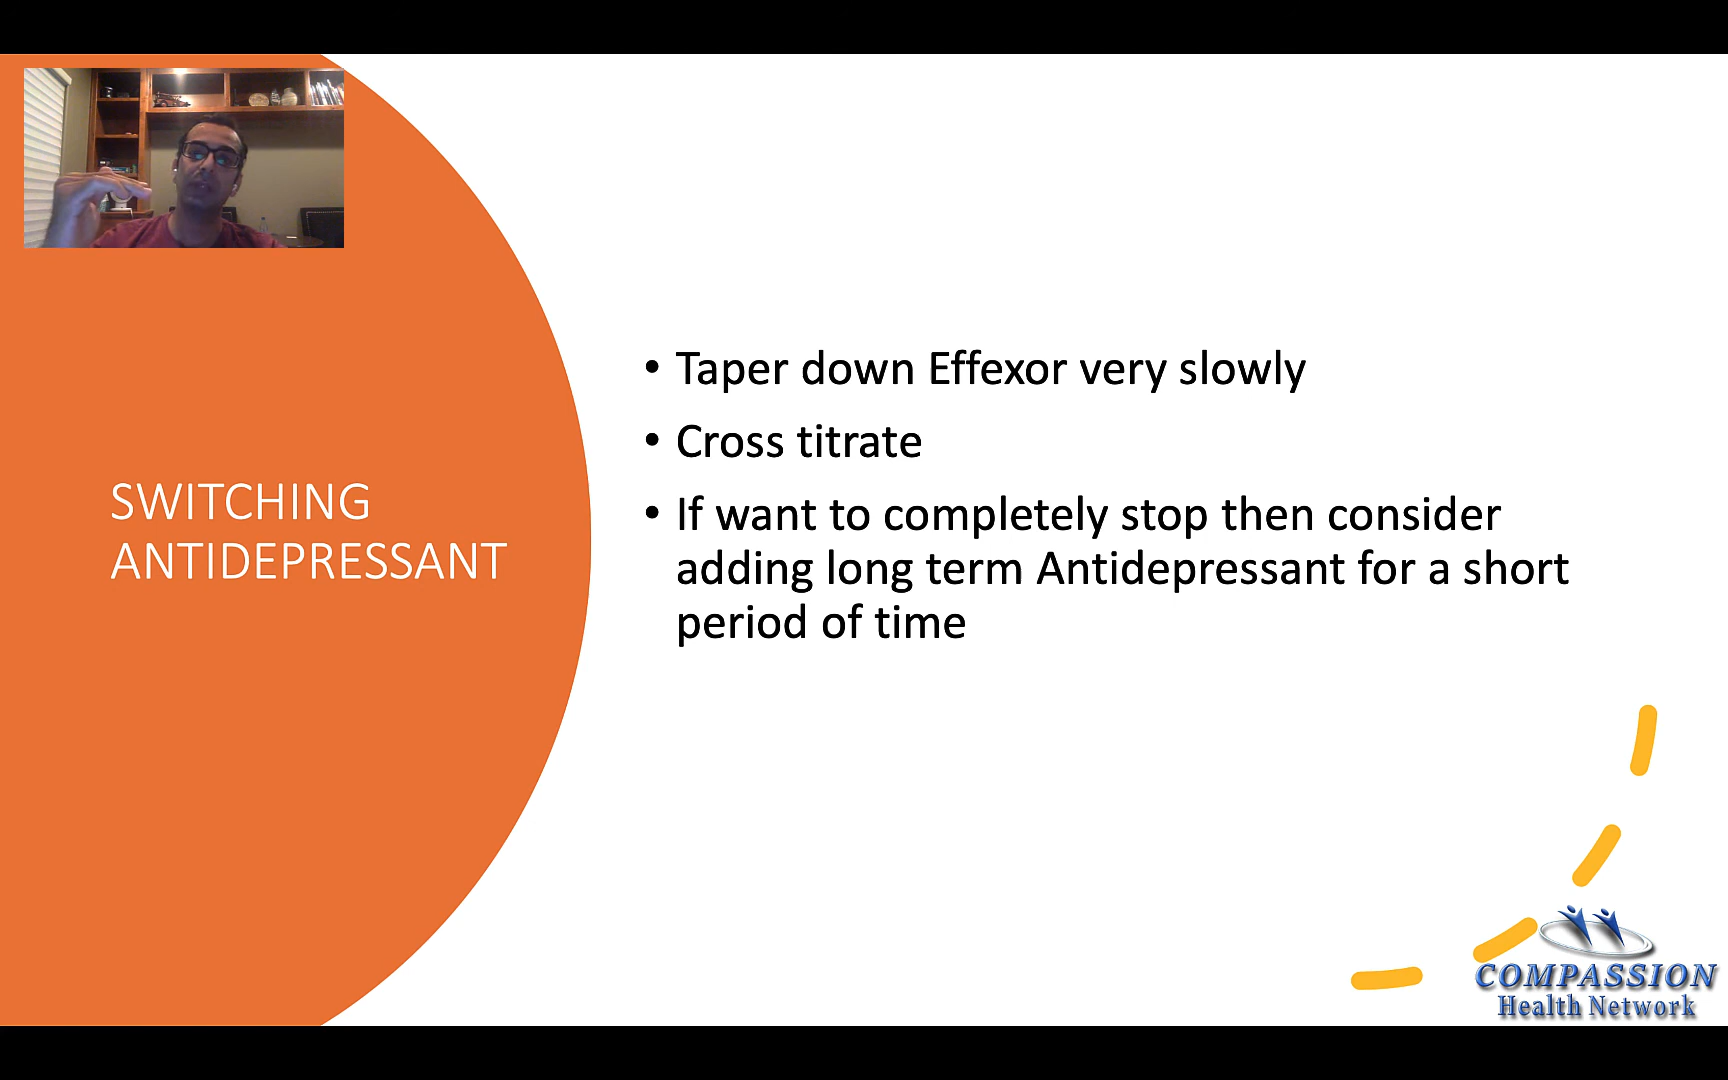 SWITCHING
ANTIDEPRESSANT
• Taper down Effexor very slowly
• Cross titrate
• If want to completely stop then consider
adding long term Antidepressant for a short
period of time
COMPASSION
Health Network